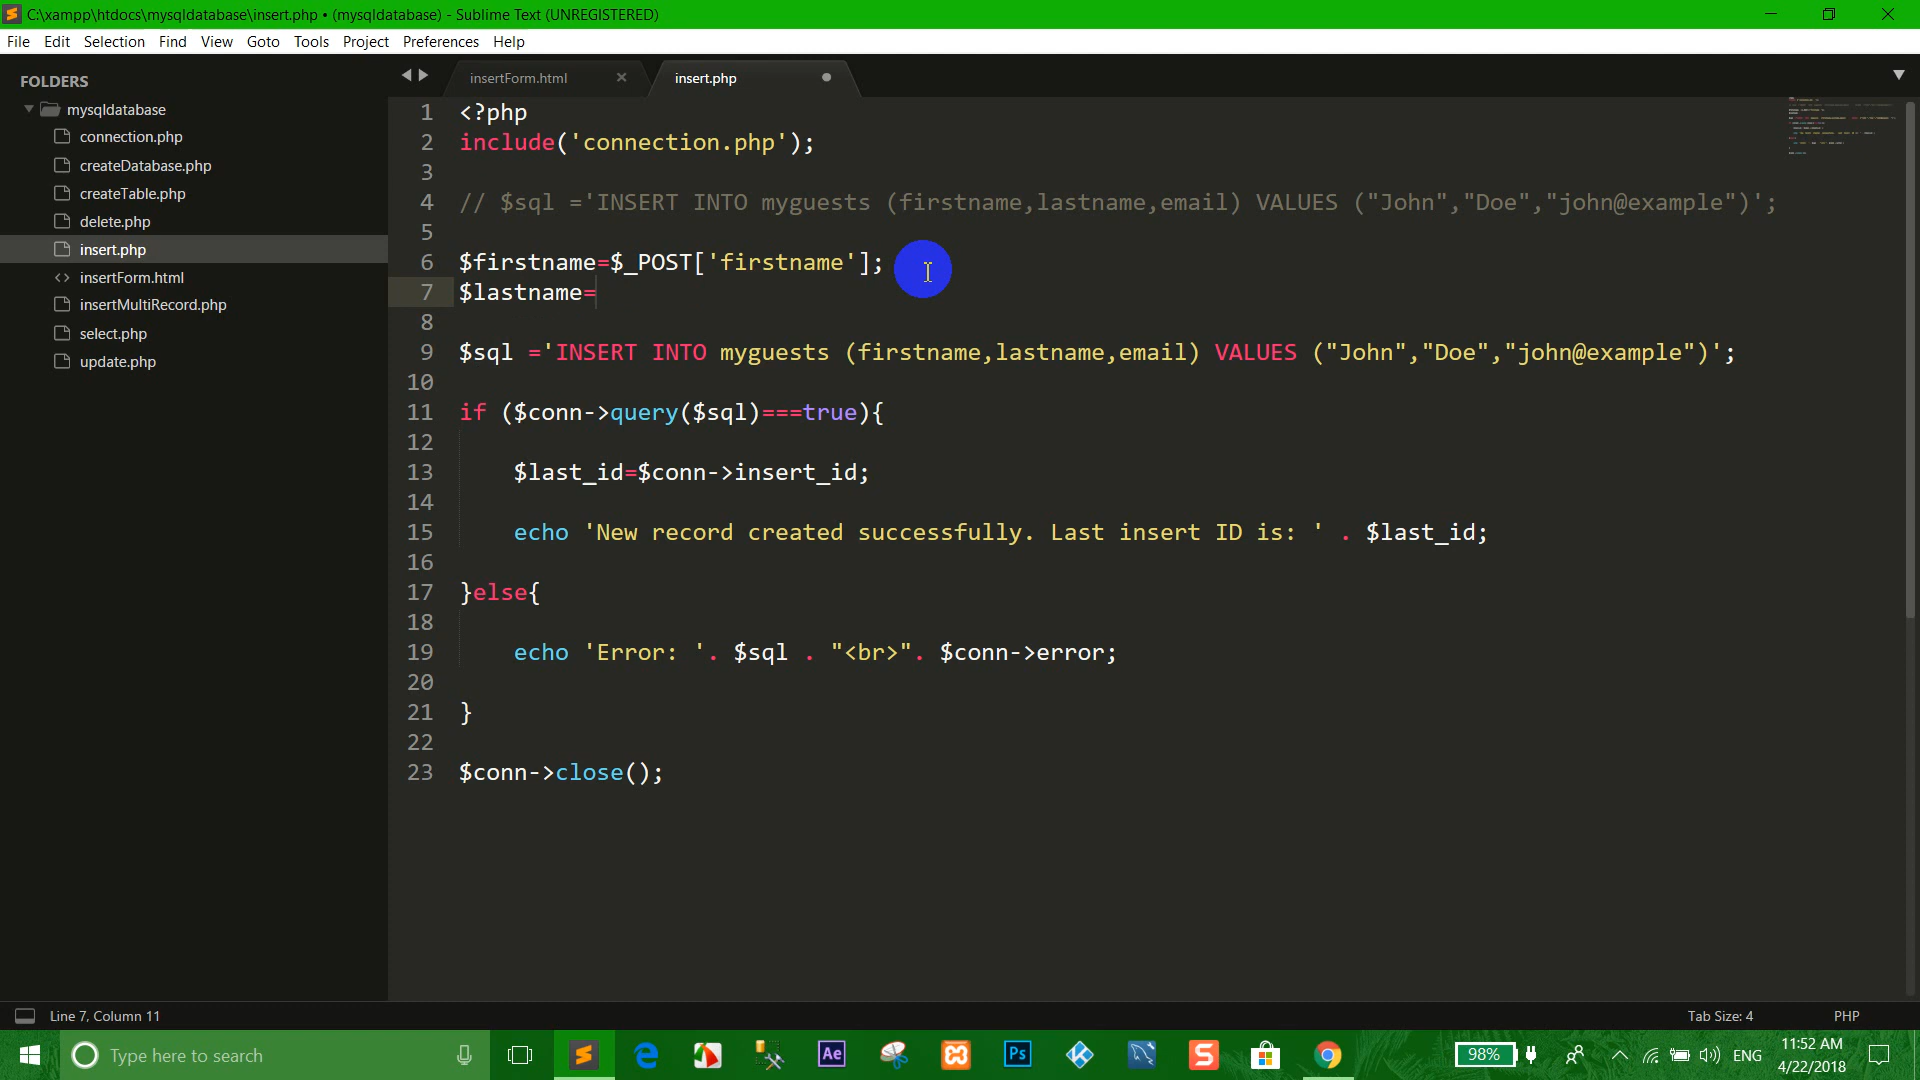 C:\xampp\htdocs\mysqldatabase\insert.php • (mysqldatabase) - Sublime Text (UNREGISTERED)
File Edit Selection Find View Goto Tools Project Preferences Help
FOLDERS
mysqldatabase
connection.php
createDatabase.php
createTable.php
delete.php
insert.php
insertForm.html
insertMultiRecord.php
select.php
update.php
insertForm.html insert.php
1 <?php
2 include('connection.php');
3
4 // $sql ='INSERT INTO myguests (firstname,lastname,email) VALUES ("John","Doe","john@example")';
5
6 $firstname=$_POST['firstname'];
7 $lastname=
8
9 $sql ='INSERT INTO myguests (firstname,lastname,email) VALUES ("John","Doe","john@example")';
10
11 if ($conn->query($sql)===true){
12
13 $last_id=$conn->insert_id;
14
15 echo 'New record created successfully. Last insert ID is: ' . $last_id;
16
17 }else{
18
19 echo 'Error: '. $sql . "<br>". $conn->error;
20
21 }
22
23 $conn->close();
Line 7, Column 11 Tab Size: 4 PHP
Type here to search
Ae
Ps
S
98%
ENG
11:52 AM
4/22/2018